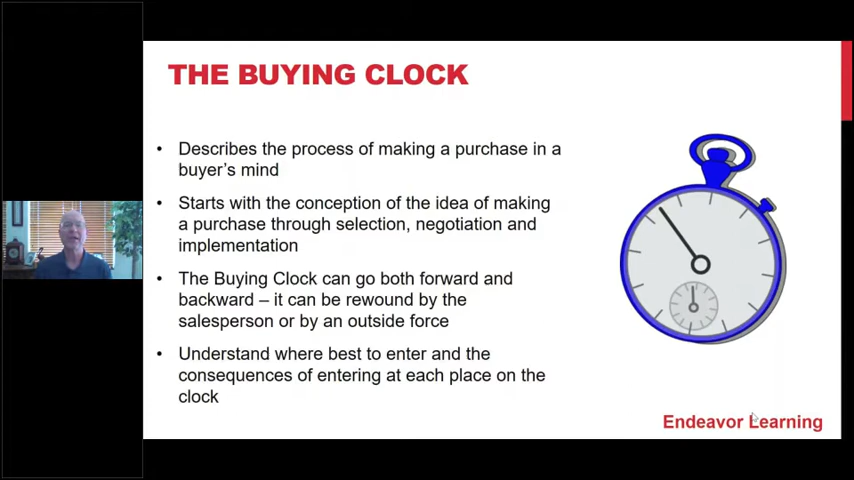 THE BUYING CLOCK
• Describes the process of making a purchase in a
buyer's mind
• Starts with the conception of the idea of making
a purchase through selection, negotiation and
implementation
• The Buying Clock can go both forward and
backward – it can be rewound by the
salesperson or by an outside force
• Understand where best to enter and the
consequences of entering at each place on the
clock
Endeavor Learning